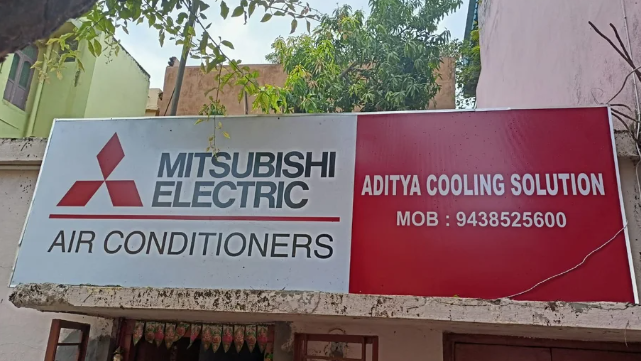 MITSUBISHI
ELECTRIC
AIR CONDITIONERS
ADITYA COOLING SOLUTION
MOB : 9438525600